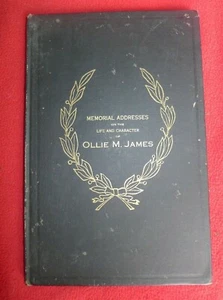 MEMORIAL ADDRESSES
ON THE
LIFE AND CHARACTER
OF
OLLIE M. JAMES